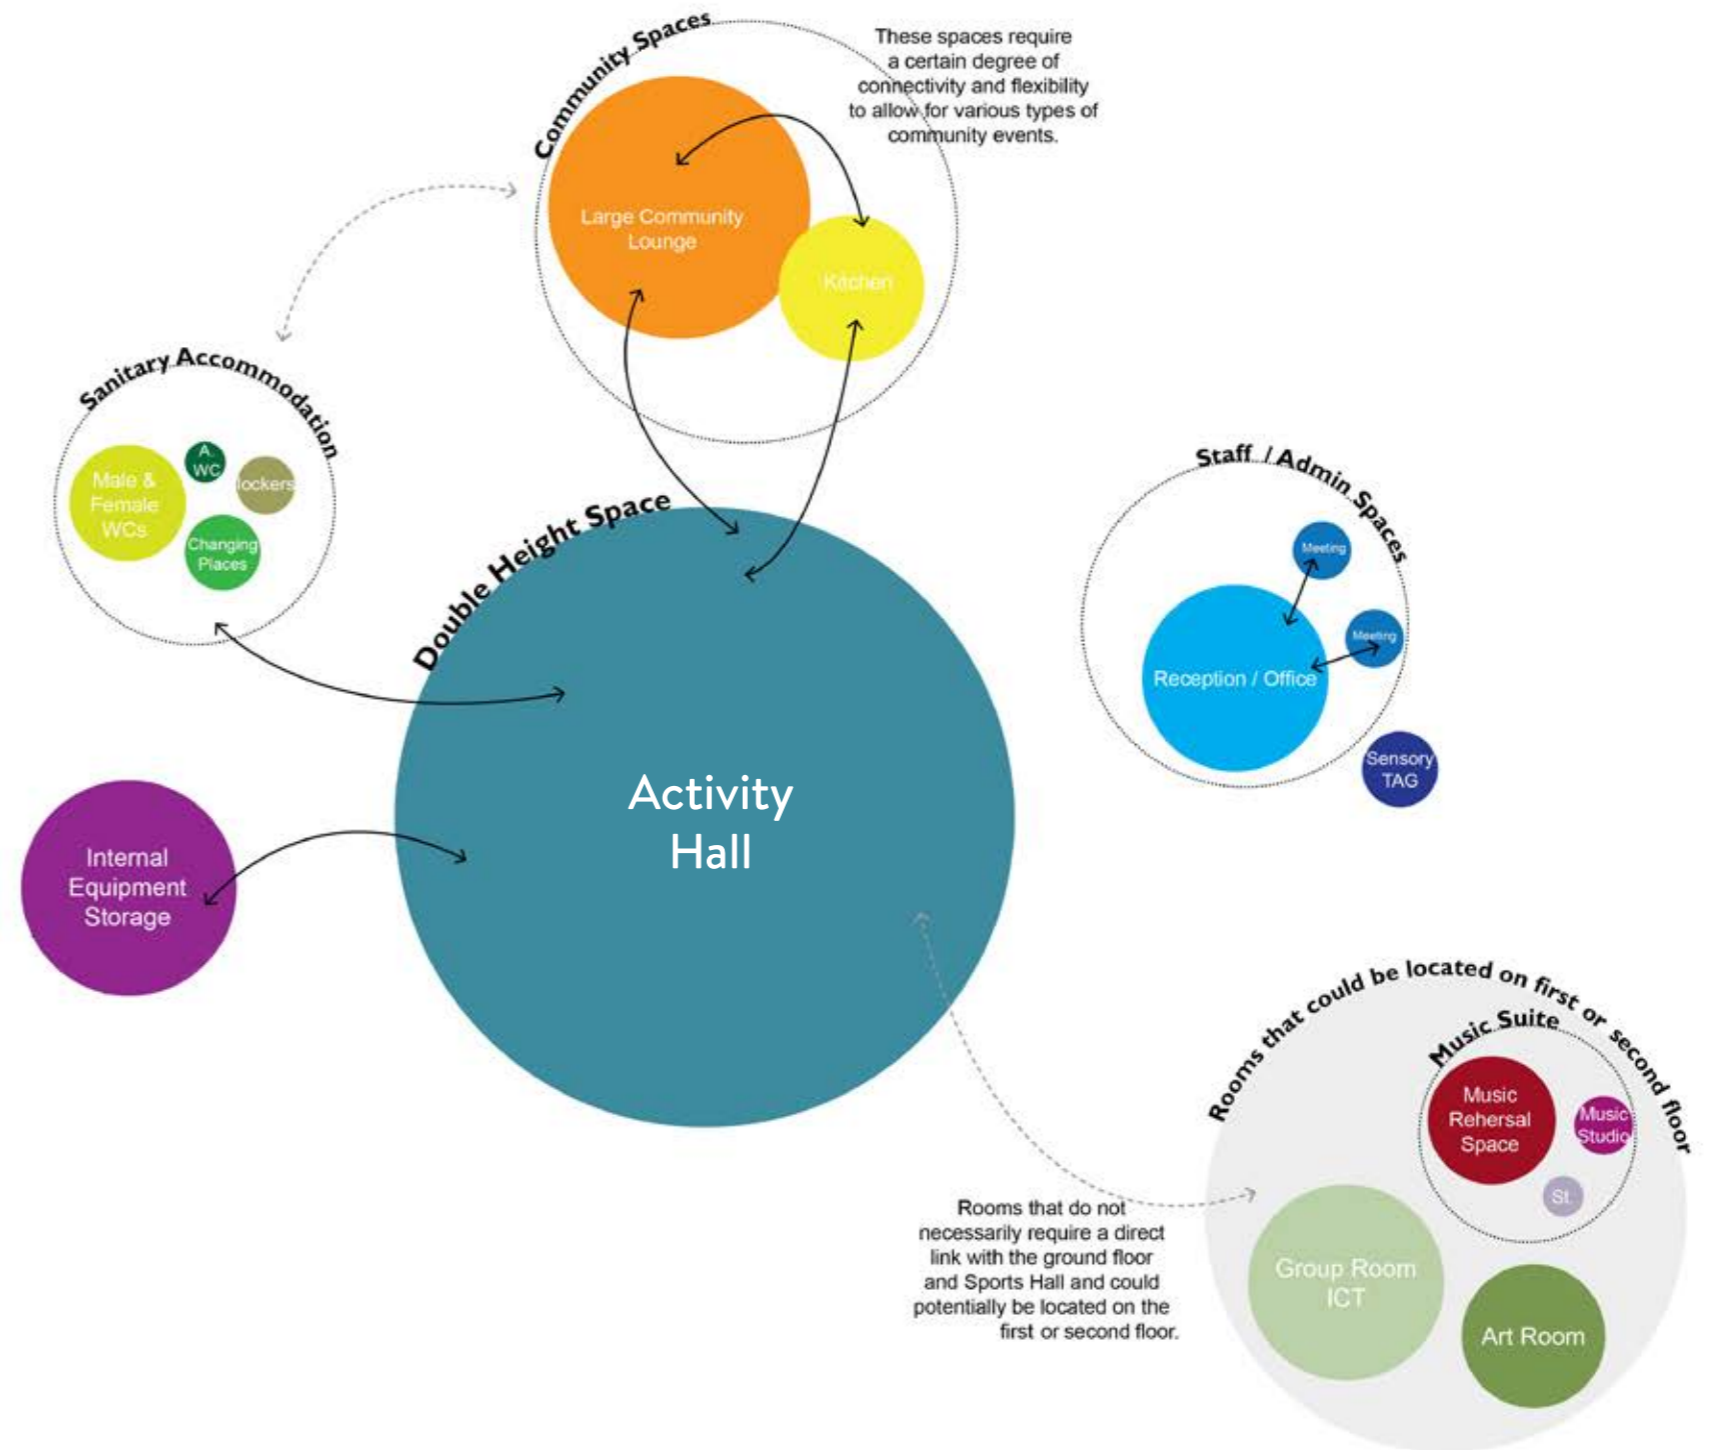 Community Spaces
These spaces require
a certain degree of
connectivity and flexibility
to allow for various types of
community events.
Large Community
Lounge
Kitchen
Sanitary Accommodation
Male &
Female
WCs
A.
WC
lockers
Changing
Places
Staff / Admin Spaces
Meeting
Meeting
Reception / Office
Sensory
TAG
Double Height Space
Activity
Hall
Internal
Equipment
Storage
Rooms that could be located on first or second floor
Music Suite
Music
Rehersal
Space
Music
Studio
St.
Group Room
ICT
Art Room
Rooms that do not
necessarily require a direct
link with the ground floor
and Sports Hall and could
potentially be located on the
first or second floor.